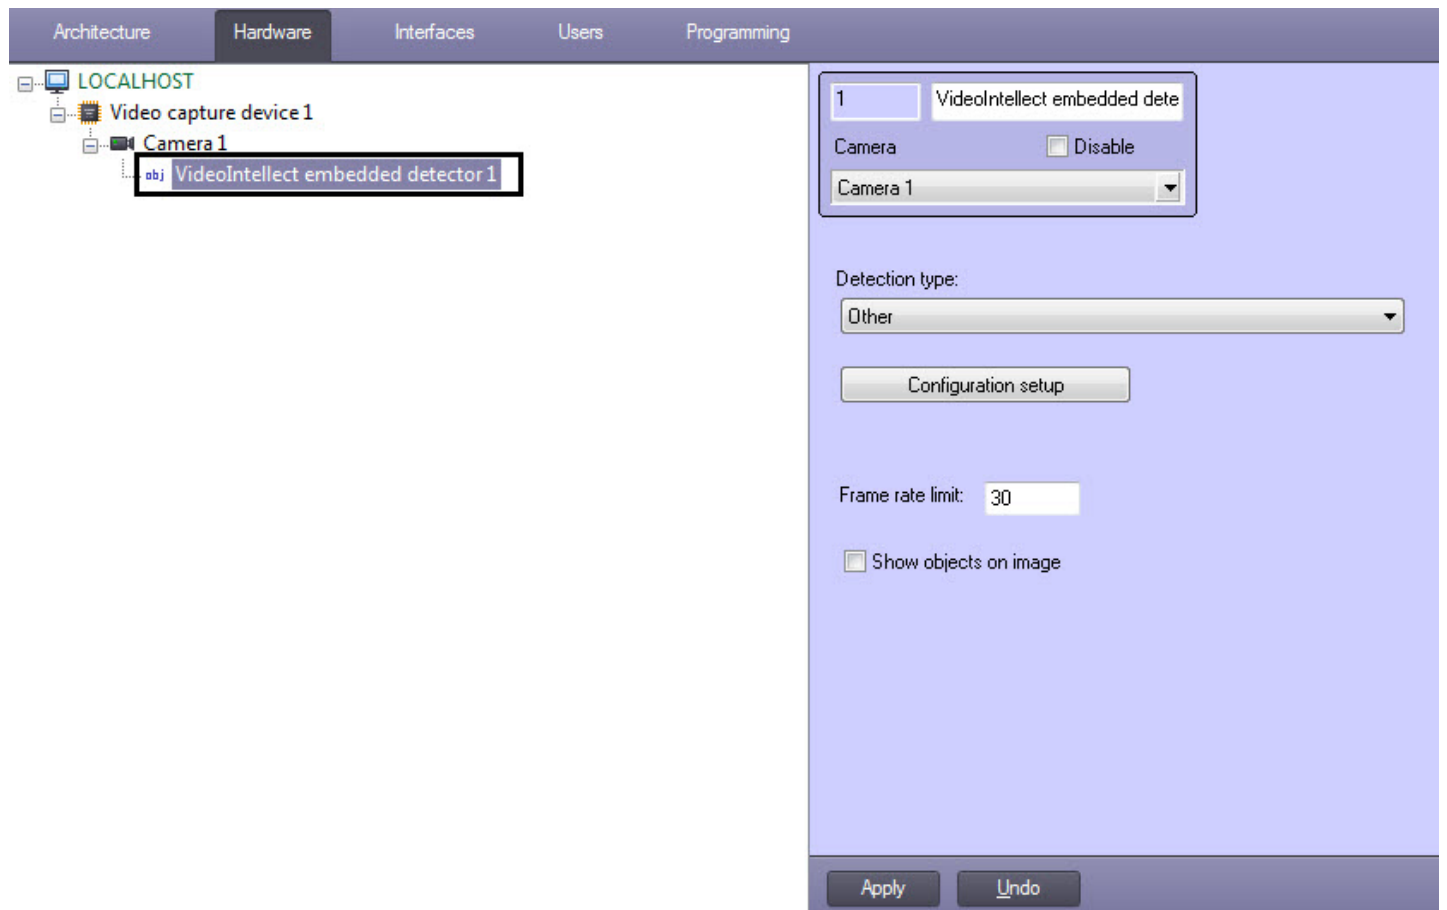 Architecture Hardware Interfaces Users Programming
LOCALHOST
Video capture device 1
Camera 1
obj VideoIntellect embedded detector 1
1 VideoIntellect embedded dete
Camera Disable
Camera 1
Detection type:
Other
Configuration setup
Frame rate limit: 30
Show objects on image
Apply Undo